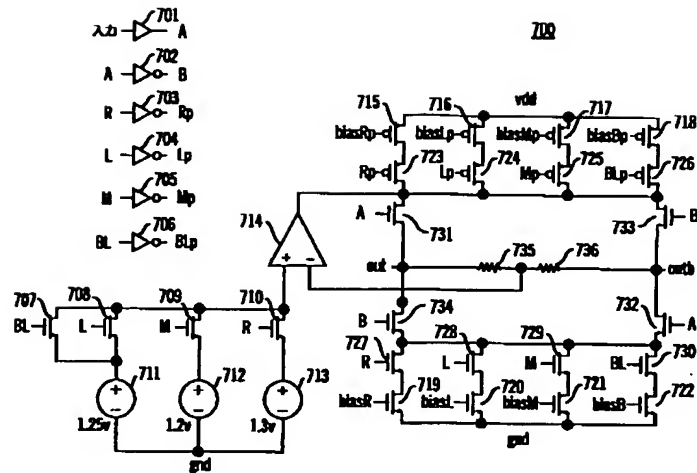 700
701
入力 A
702
A B
703
R Rp
704
L Lp
705
M Mp
706
BL BLp
vdd
715 716 717 718
biasRp biasLp biasMp biasBp
723 724 725 726
Rp Lp Mp BLp
714
A 731
733 B
+ -
735 736
out outb
B 734
732 A
707 708 709 710
BL L M R
727 728 729 730
R L M BL
719 720 721 722
biasR biasL biasM biasB
gnd
+ + +
711 712 713
- - -
1.25v 1.2v 1.3v
gnd